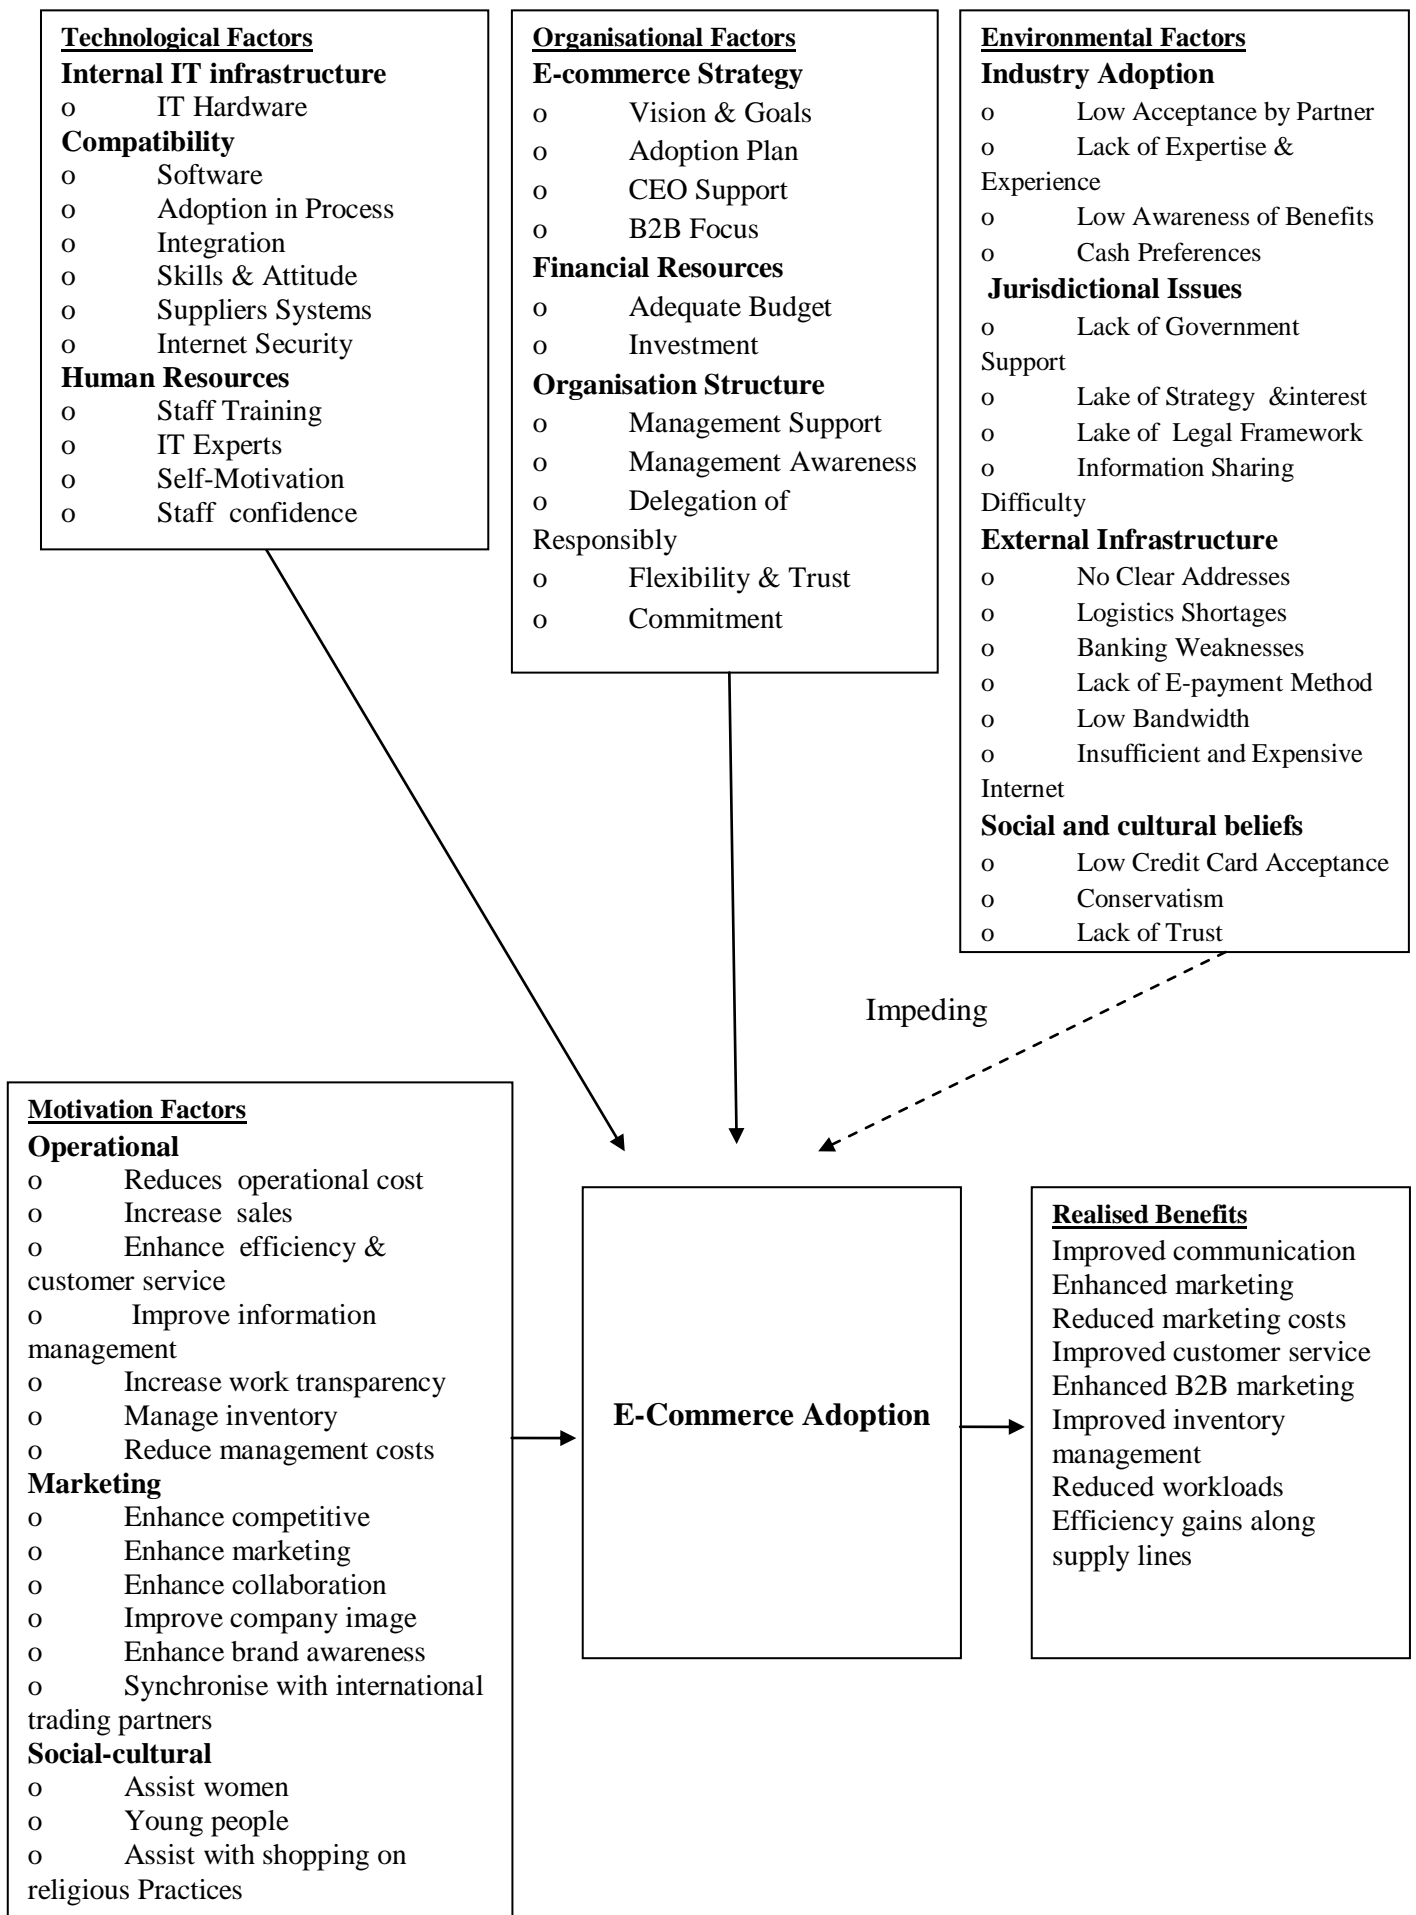 Technological Factors
Internal IT infrastructure
o IT Hardware
Compatibility
o Software
o Adoption in Process
o Integration
o Skills & Attitude
o Suppliers Systems
o Internet Security
Human Resources
o Staff Training
o IT Experts
o Self-Motivation
o Staff confidence
Organisational Factors
E-commerce Strategy
o Vision & Goals
o Adoption Plan
o CEO Support
o B2B Focus
Financial Resources
o Adequate Budget
o Investment
Organisation Structure
o Management Support
o Management Awareness
o Delegation of
Responsibly
o Flexibility & Trust
o Commitment
Environmental Factors
Industry Adoption
o Low Acceptance by Partner
o Lack of Expertise &
Experience
o Low Awareness of Benefits
o Cash Preferences
Jurisdictional Issues
o Lack of Government
Support
o Lake of Strategy &interest
o Lake of Legal Framework
o Information Sharing
Difficulty
External Infrastructure
o No Clear Addresses
o Logistics Shortages
o Banking Weaknesses
o Lack of E-payment Method
o Low Bandwidth
o Insufficient and Expensive
Internet
Social and cultural beliefs
o Low Credit Card Acceptance
o Conservatism
o Lack of Trust
Impeding
Motivation Factors
Operational
o Reduces operational cost
o Increase sales
o Enhance efficiency &
customer service
o Improve information
management
o Increase work transparency
o Manage inventory
o Reduce management costs
Marketing
o Enhance competitive
o Enhance marketing
o Enhance collaboration
o Improve company image
o Enhance brand awareness
o Synchronise with international
trading partners
Social-cultural
o Assist women
o Young people
o Assist with shopping on
religious Practices
E-Commerce Adoption
Realised Benefits
Improved communication
Enhanced marketing
Reduced marketing costs
Improved customer service
Enhanced B2B marketing
Improved inventory
management
Reduced workloads
Efficiency gains along
supply lines